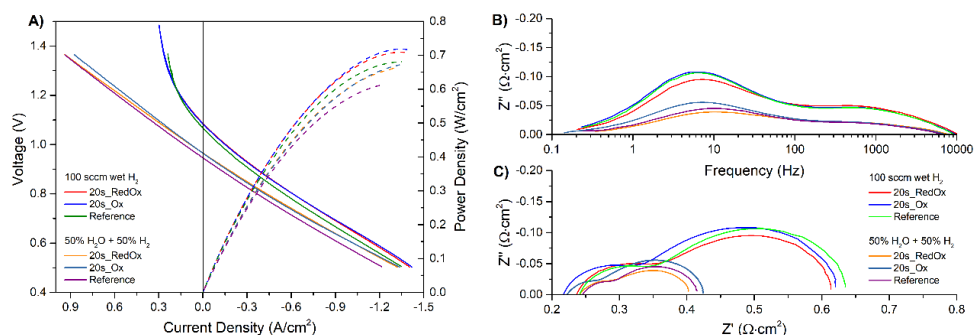 A)
1.4
1.2
1.0
0.8
0.6
0.4
Voltage (V)
0.9 0.6 0.3 0.0 -0.3 -0.6 -0.9 -1.2 -1.5
Current Density (A/cm²)
0.8
0.7
0.6
0.5
0.4
0.3
0.2
0.1
0.0
Power Density (W/cm²)
100 sccm wet H₂
20s_RedOx
20s_Ox
Reference
50% H₂O + 50% H₂
20s_RedOx
20s_Ox
Reference
B)
-0.20
-0.15
-0.10
-0.05
0.00
Z" (Ω·cm²)
0.1 1 10 100 1000 10000
Frequency (Hz)
C)
-0.20
-0.15
-0.10
-0.05
0.00
Z" (Ω·cm²)
0.2 0.3 0.4 0.5 0.6 0.7 0.8
Z' (Ω·cm²)
100 sccm wet H₂
20s_RedOx
20s_Ox
Reference
50% H₂O + 50% H₂
20s_RedOx
20s_Ox
Reference